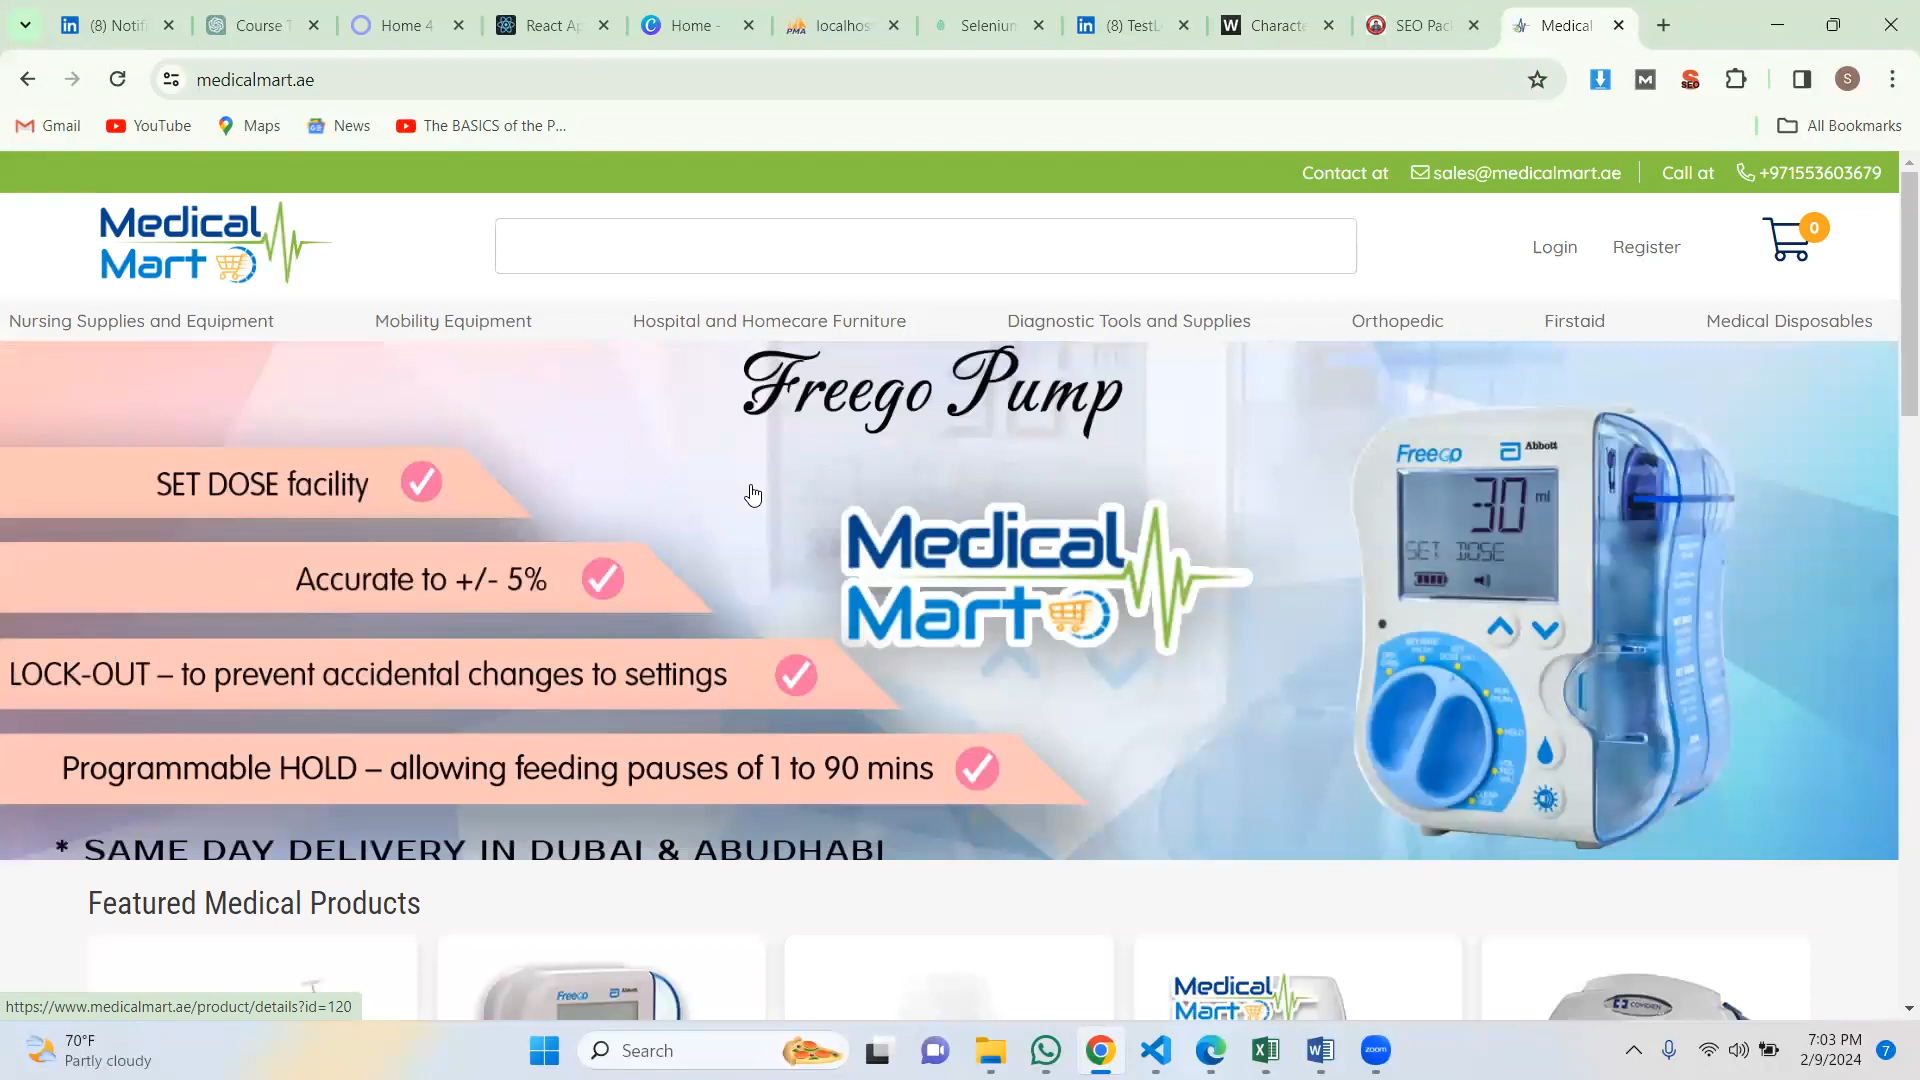 (8) Notifi
Course T
Home 4
React Ap
Home -
localhos
Selenium
(8) TestL
Characte
SEO Pac
Medical
medicalmart.ae
Gmail
YouTube
Maps
News
The BASICS of the P...
All Bookmarks
Contact at sales@medicalmart.ae
Call at +971553603679
Medical
Mart
Login
Register
0
Nursing Supplies and Equipment
Mobility Equipment
Hospital and Homecare Furniture
Diagnostic Tools and Supplies
Orthopedic
Firstaid
Medical Disposables
Freego Pump
SET DOSE facility
Accurate to +/- 5%
LOCK-OUT – to prevent accidental changes to settings
Programmable HOLD – allowing feeding pauses of 1 to 90 mins
* SAME DAY DELIVERY IN DUBAI & ABUDHABI
Medical
Mart
Freego
Abbott
30 ml
SET DOSE
Featured Medical Products
Freego
Abbott
Medical
Mart
COVIDIEN
https://www.medicalmart.ae/product/details?id=120
70°F
Partly cloudy
Search
zoom
7:03 PM
2/9/2024
7